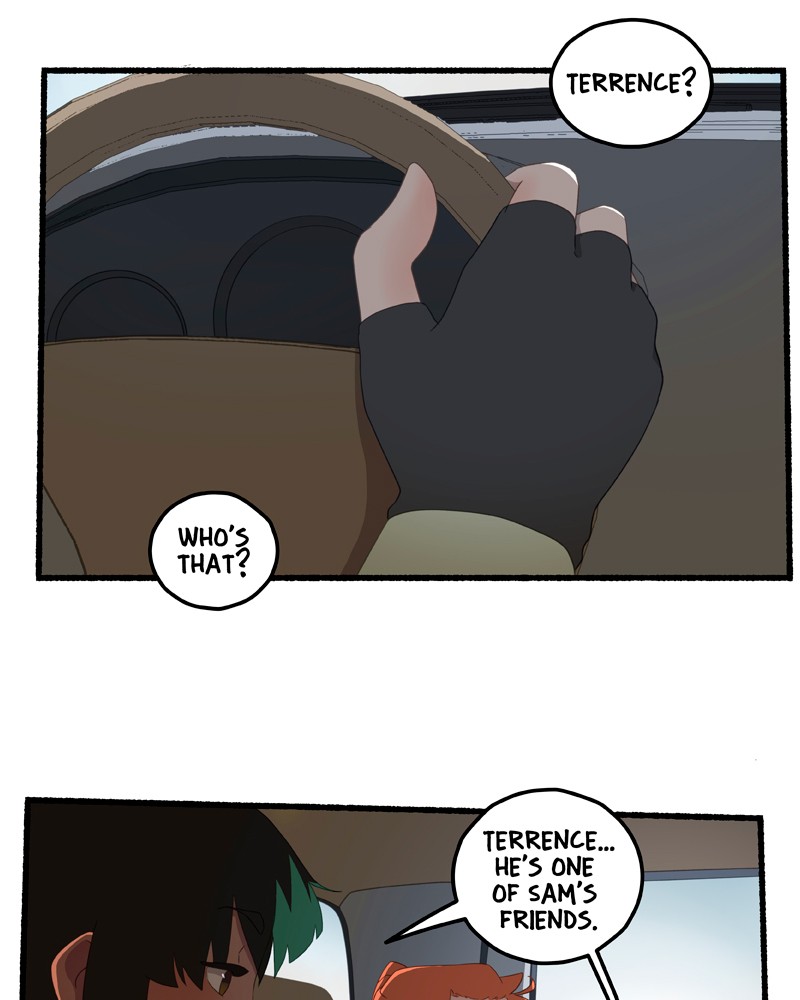 TERRENCE?
WHO'S
THAT?
TERRENCE...
HE'S ONE
OF SAM'S
FRIENDS.